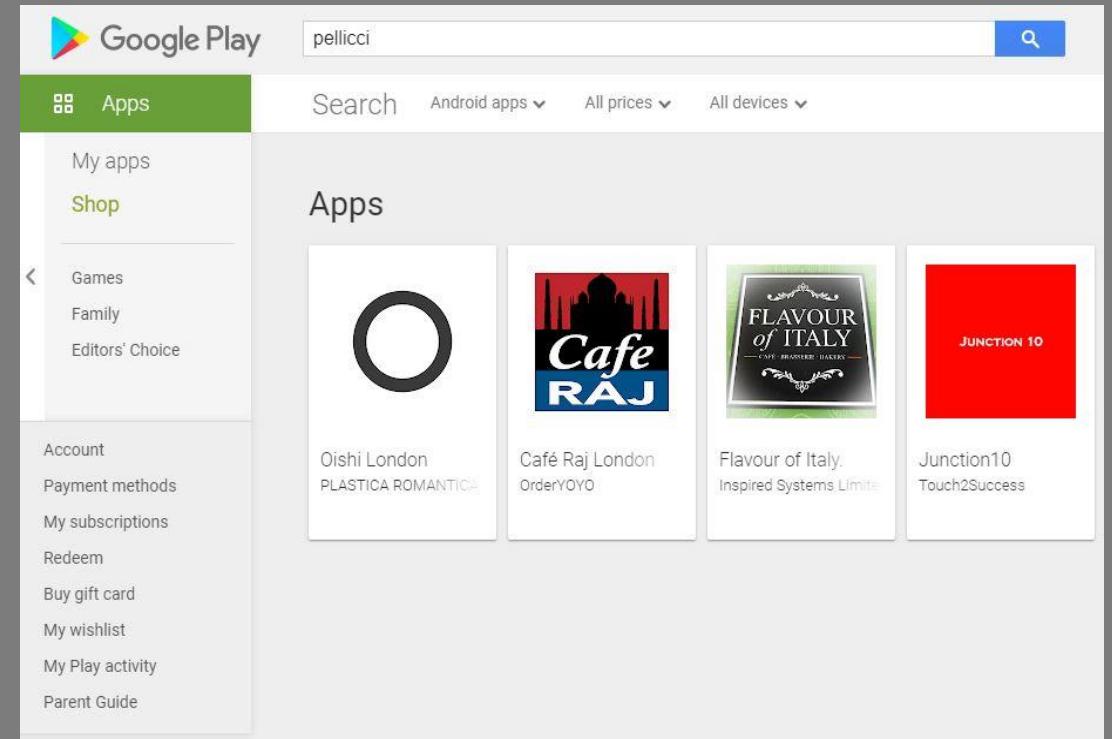 Google Play
pellicci
Apps
Search
Android apps
All prices
All devices
My apps
Shop
Games
Family
Editors' Choice
Account
Payment methods
My subscriptions
Redeem
Buy gift card
My wishlist
My Play activity
Parent Guide
Apps
Cafe
RAJ
FLAVOUR
of ITALY
CAFÉ · BRASSERIE · BAKERY
JUNCTION 10
Oishi London
PLASTICA ROMANTICA
Café Raj London
OrderYOYO
Flavour of Italy.
Inspired Systems Limite
Junction10
Touch2Success